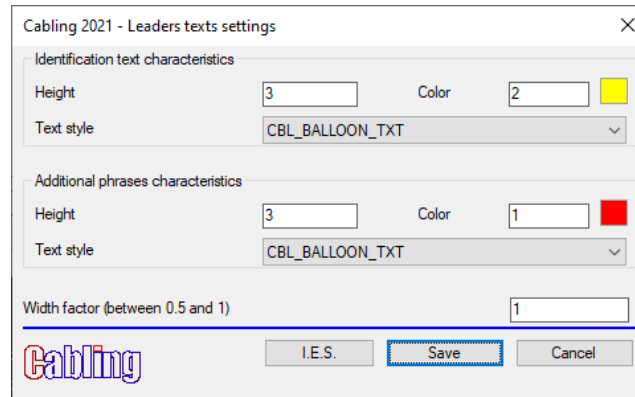 Cabling 2021 - Leaders texts settings
Identification text characteristics
Height 3 Color 2
Text style CBL_BALLOON_TXT
Additional phrases characteristics
Height 3 Color 1
Text style CBL_BALLOON_TXT
Width factor (between 0.5 and 1) 1
Cabling I.E.S. Save Cancel